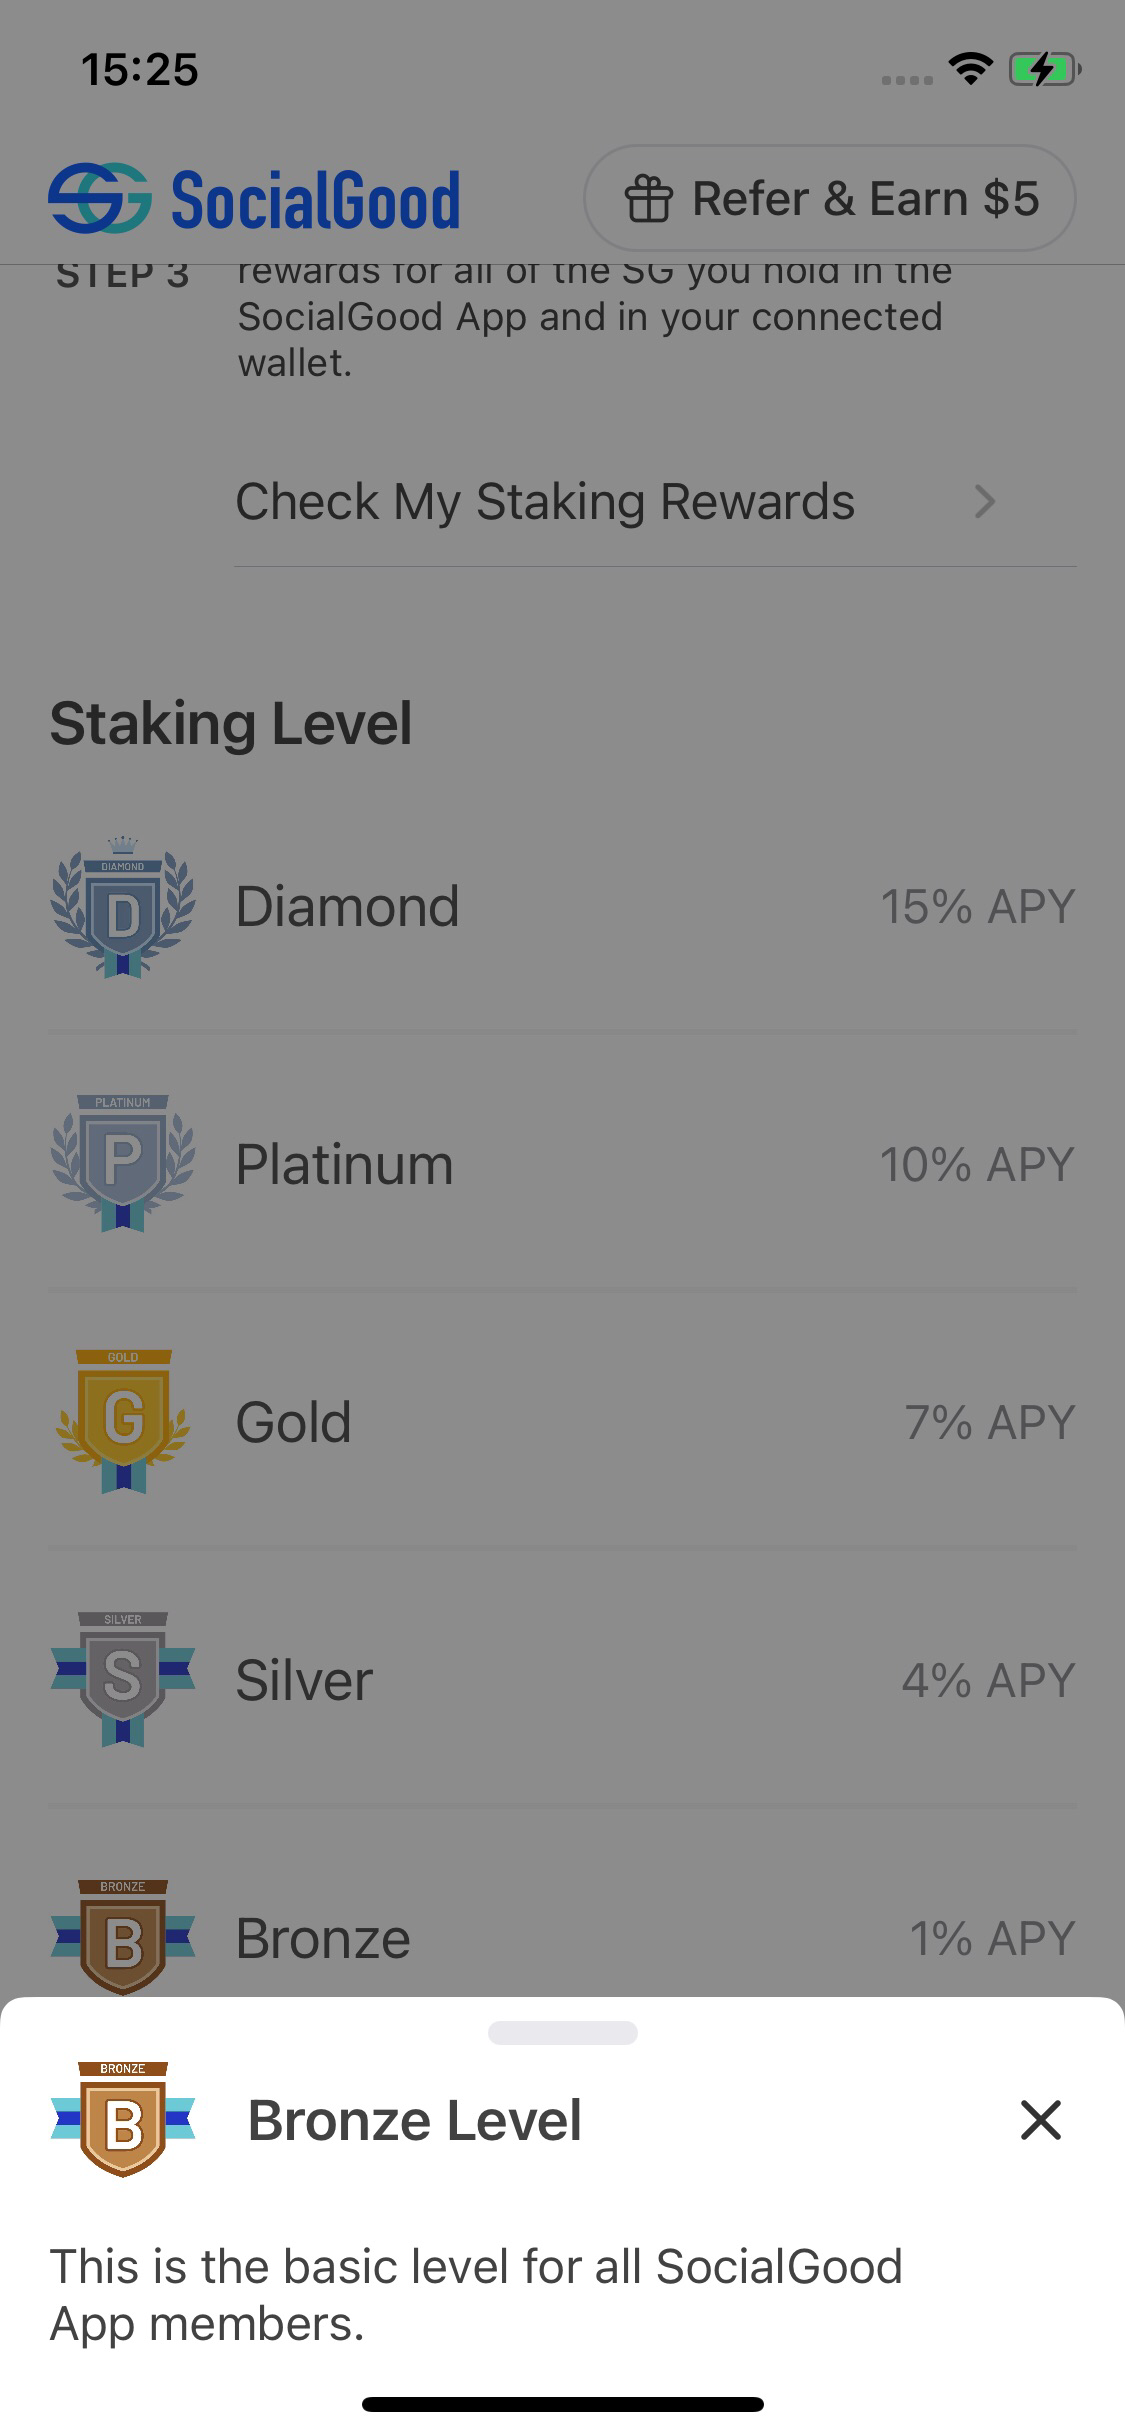 15:25
SocialGood
Refer & Earn $5
STEP 3
rewards for all of the SG you hold in the
SocialGood App and in your connected
wallet.
Check My Staking Rewards
Staking Level
DIAMOND
D
Diamond
15% APY
PLATINUM
P
Platinum
10% APY
GOLD
G
Gold
7% APY
SILVER
S
Silver
4% APY
BRONZE
B
Bronze
1% APY
BRONZE
B
Bronze Level
This is the basic level for all SocialGood
App members.